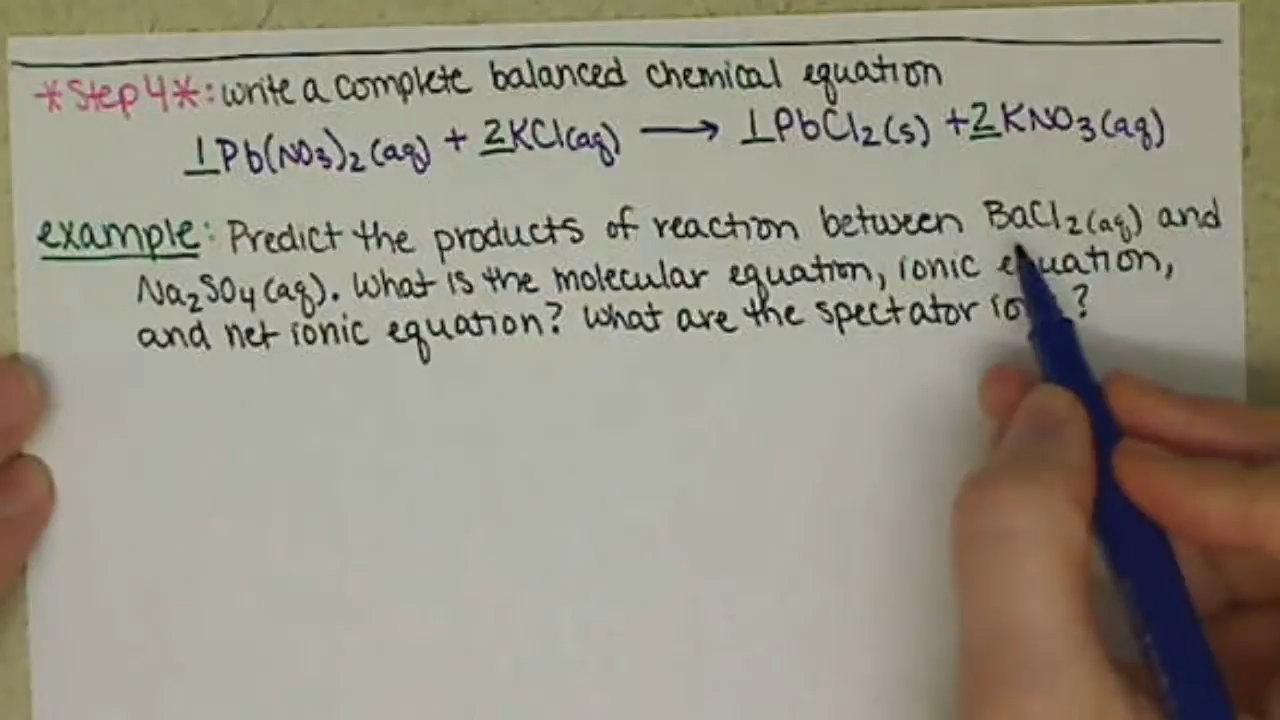 *Step 4*: write a complete balanced chemical equation
1Pb(NO3)2(aq) + 2KCl(aq) → 1PbCl2(s) + 2KNO3(aq)
example: Predict the products of reaction between BaCl2(aq) and
Na2SO4(aq). What is the molecular equation, ionic equation,
and net ionic equation? What are the spectator ?